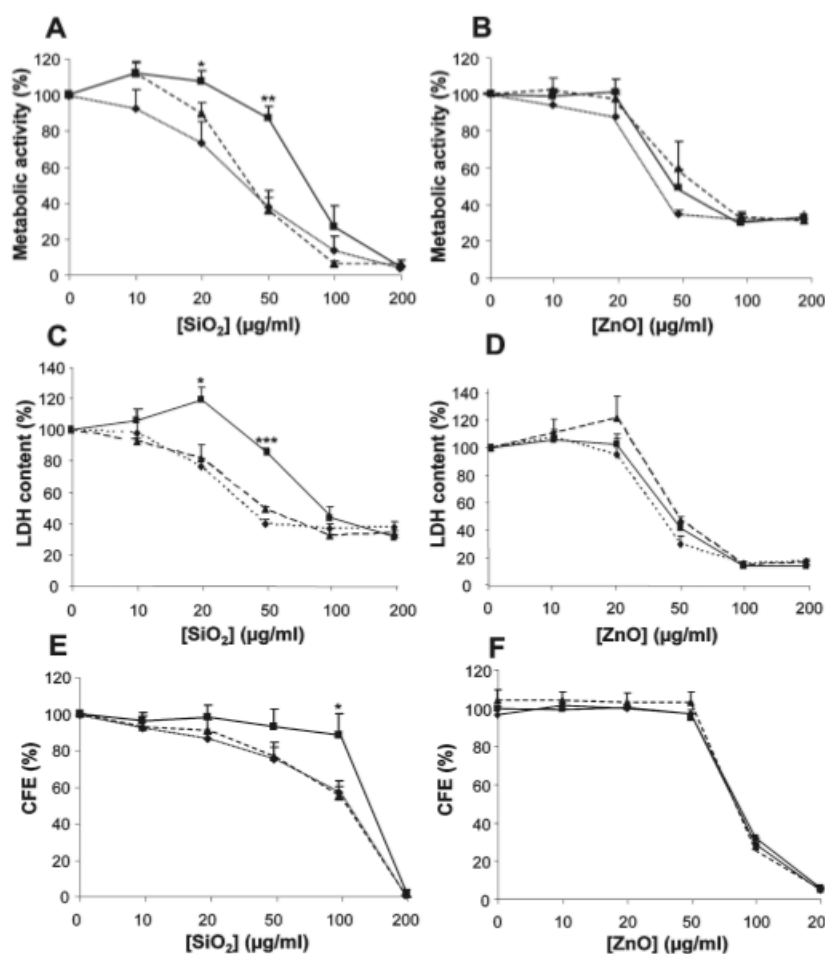 A
B
120
100
80
60
40
20
0
Metabolic activity (%)
*
**
0 10 20 50 100 200
[SiO₂] (µg/ml)
120
100
80
60
40
20
0
Metabolic activity (%)
0 10 20 50 100 200
[ZnO] (µg/ml)
C
D
140
120
100
80
60
40
20
0
LDH content (%)
*
***
0 10 20 50 100 200
[SiO₂] (µg/ml)
140
120
100
80
60
40
20
0
LDH content (%)
0 10 20 50 100 200
[ZnO] (µg/ml)
E
F
120
100
80
60
40
20
0
CFE (%)
*
0 10 20 50 100 200
[SiO₂] (µg/ml)
120
100
80
60
40
20
0
CFE (%)
0 10 20 50 100 20
[ZnO] (µg/ml)